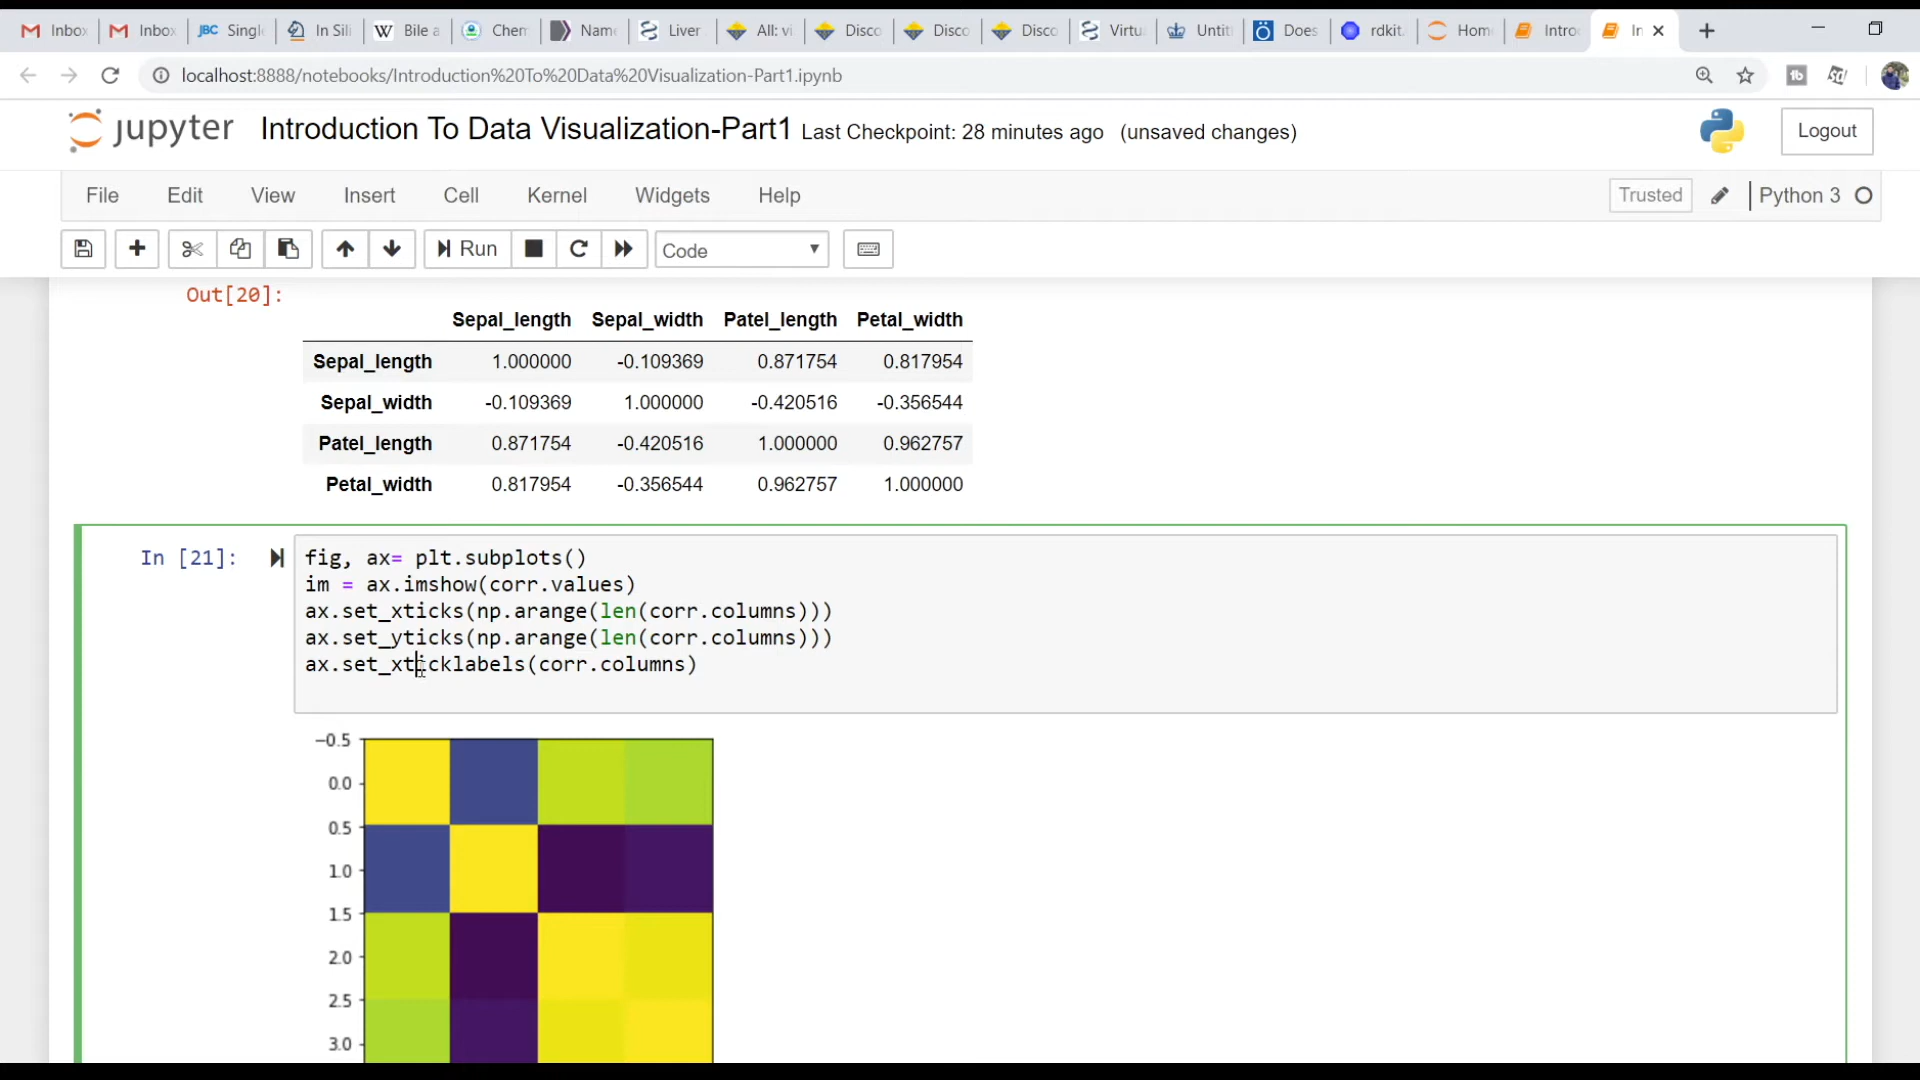 Inbo Inbo JBC Singl In Sili W Bile a Chem Name Liver All: vi Disco Disco Disco Virtu Untit Does rdkit. Hom Intro In
localhost:8888/notebooks/Introduction%20To%20Data%20Visualization-Part1.ipynb
jupyter Introduction To Data Visualization-Part1 Last Checkpoint: 28 minutes ago (unsaved changes) Logout
File Edit View Insert Cell Kernel Widgets Help Trusted Python 3
Run Code
Out[20]:
Sepal_length Sepal_width Patel_length Petal_width
Sepal_length 1.000000 -0.109369 0.871754 0.817954
Sepal_width -0.109369 1.000000 -0.420516 -0.356544
Patel_length 0.871754 -0.420516 1.000000 0.962757
Petal_width 0.817954 -0.356544 0.962757 1.000000
In [21]: fig, ax= plt.subplots()
im = ax.imshow(corr.values)
ax.set_xticks(np.arange(len(corr.columns)))
ax.set_yticks(np.arange(len(corr.columns)))
ax.set_xticklabels(corr.columns)
−0.5
0.0
0.5
1.0
1.5
2.0
2.5
3.0